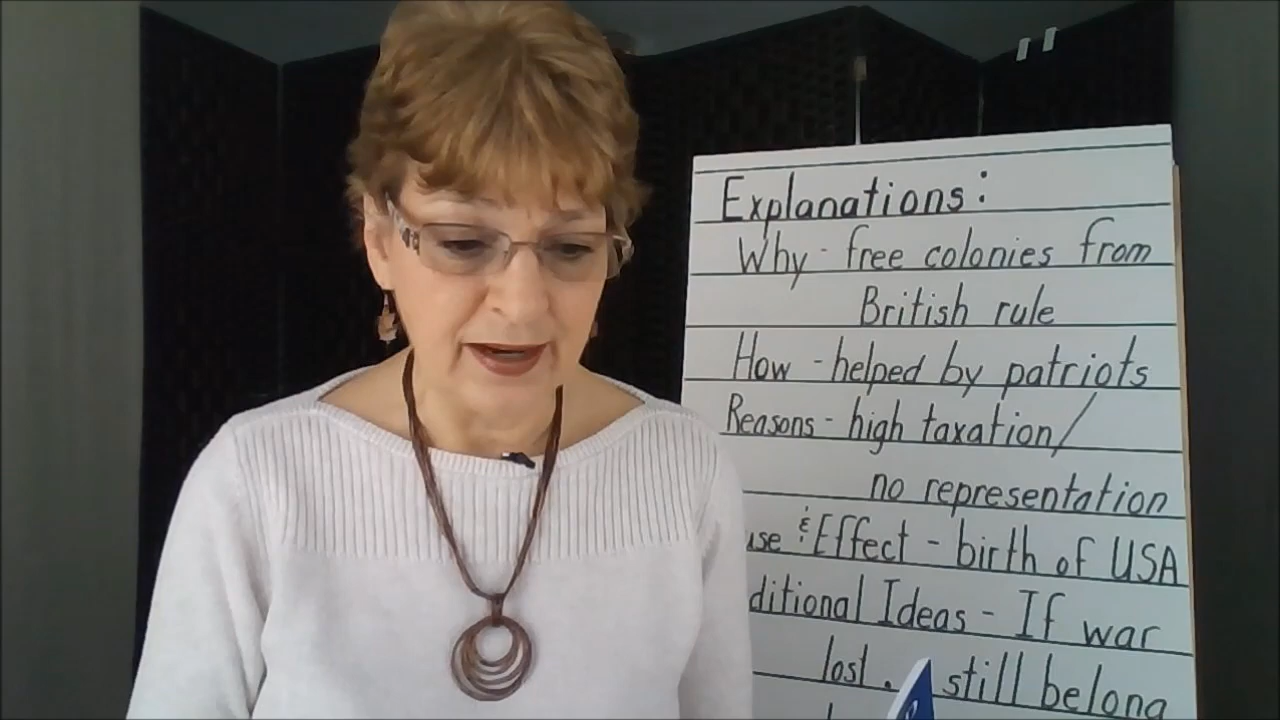 Explanations:
Why - free colonies from
British rule
How - helped by patriots
Reasons - high taxation/
no representation
use & Effect - birth of USA
ditional Ideas - If war
lost . still belong